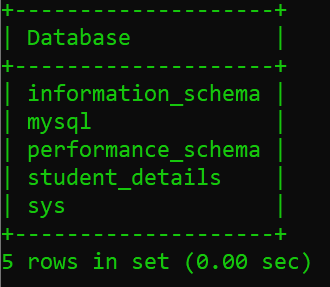 +--------------------+
| Database           |
+--------------------+
| information_schema |
| mysql              |
| performance_schema |
| student_details    |
| sys                |
+--------------------+
5 rows in set (0.00 sec)